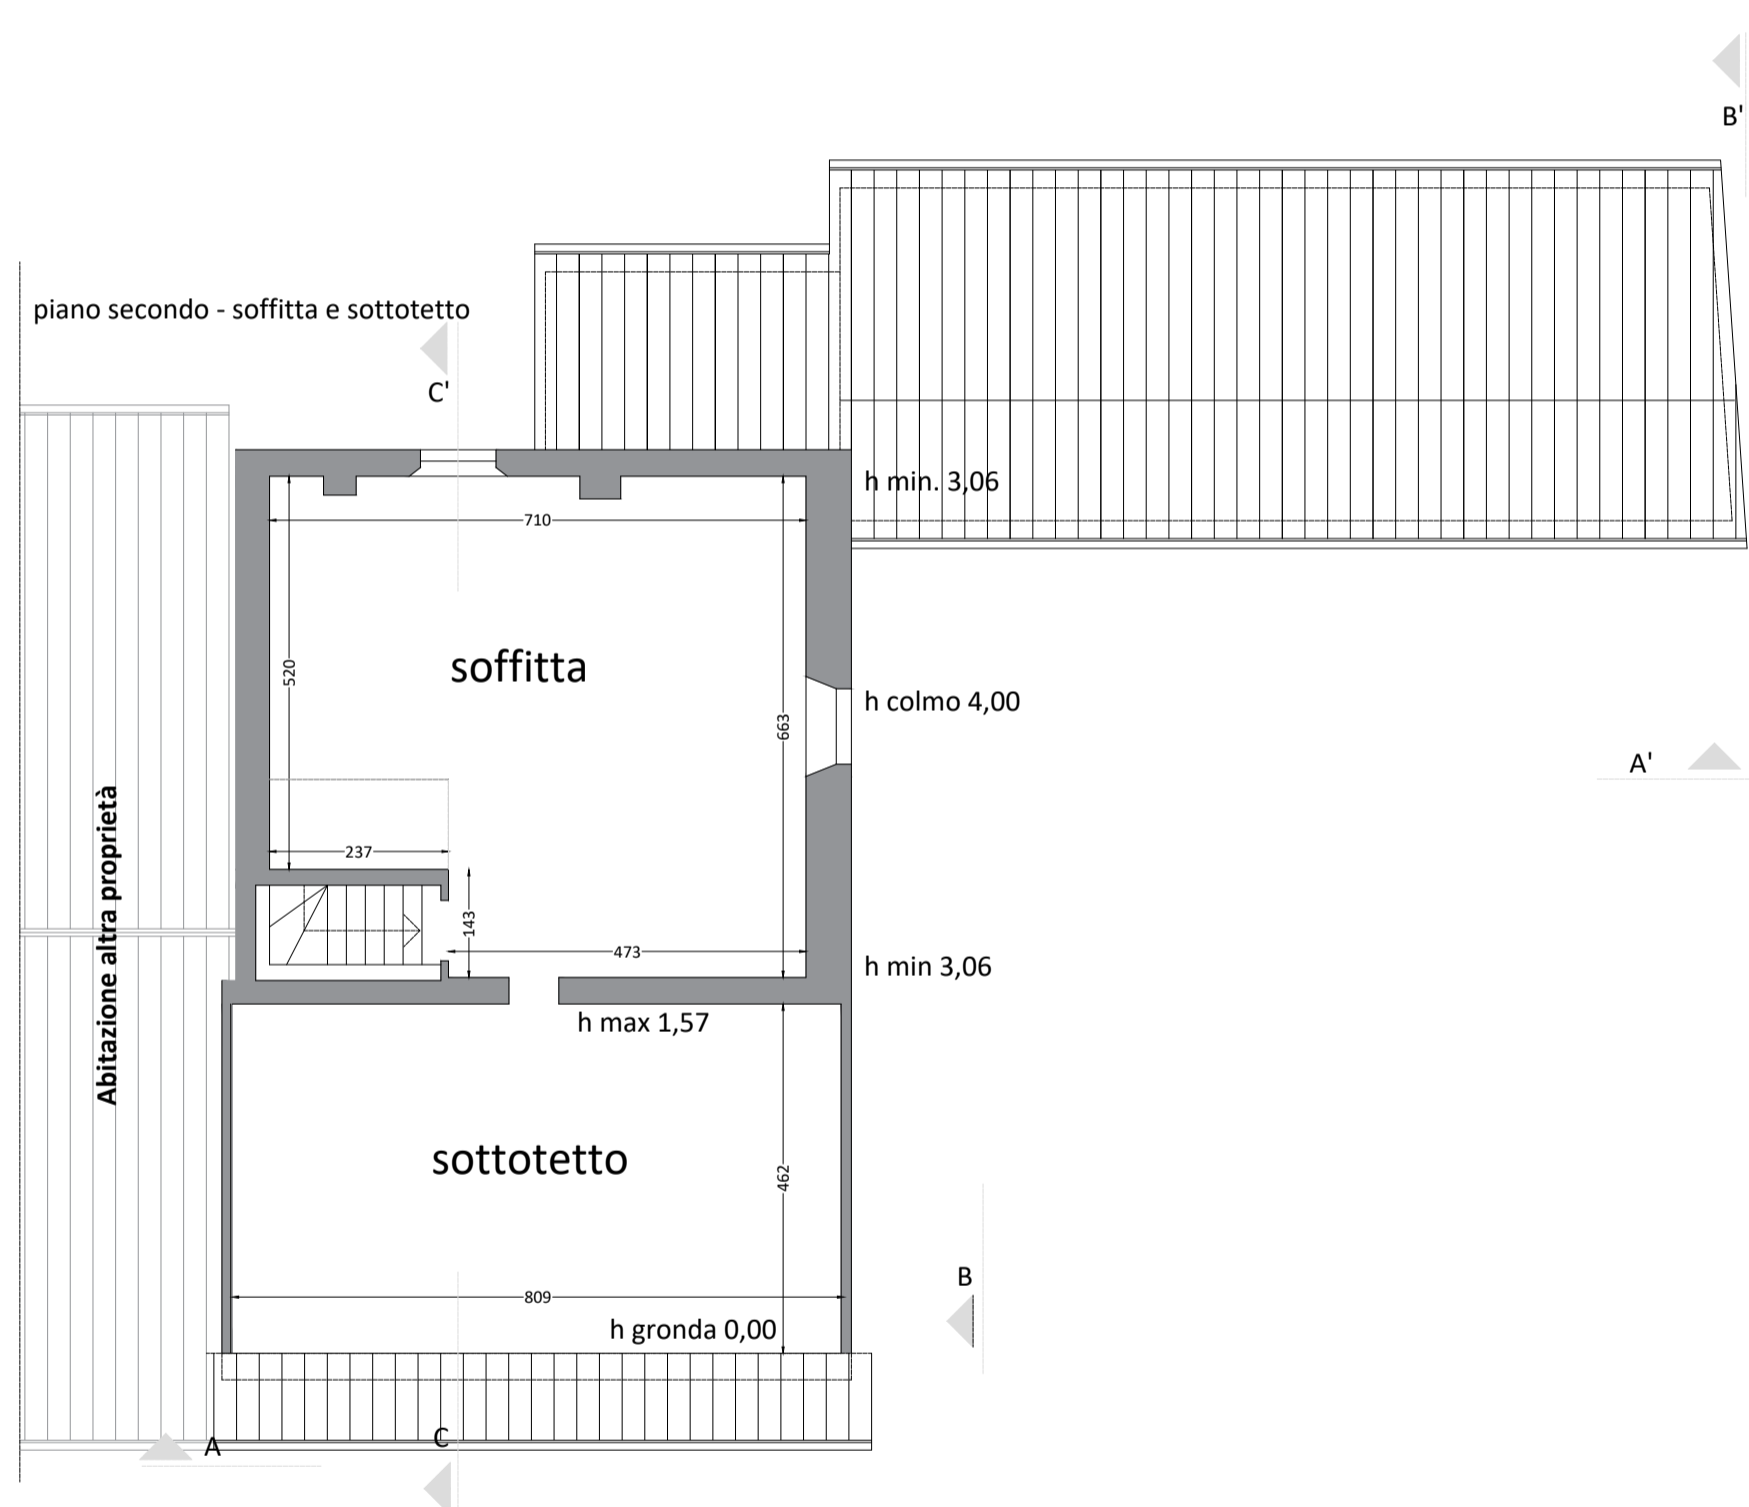 B'
piano secondo - soffitta e sottotetto
C'
h min. 3,06
710
soffitta
520
h colmo 4,00
663
A'
Abitazione altra proprietà
237
143
473
h min 3,06
h max 1,57
sottotetto
462
B
809
h gronda 0,00
A
C